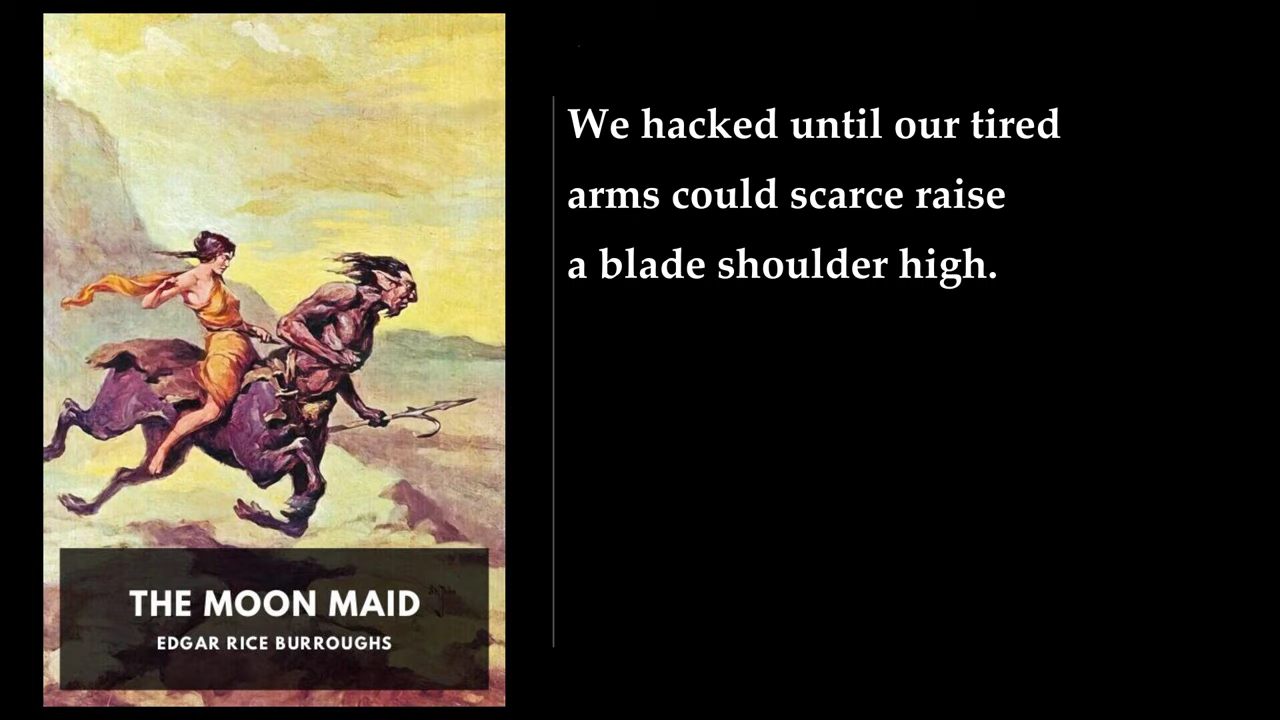 We hacked until our tired
arms could scarce raise
a blade shoulder high.
THE MOON MAID
EDGAR RICE BURROUGHS